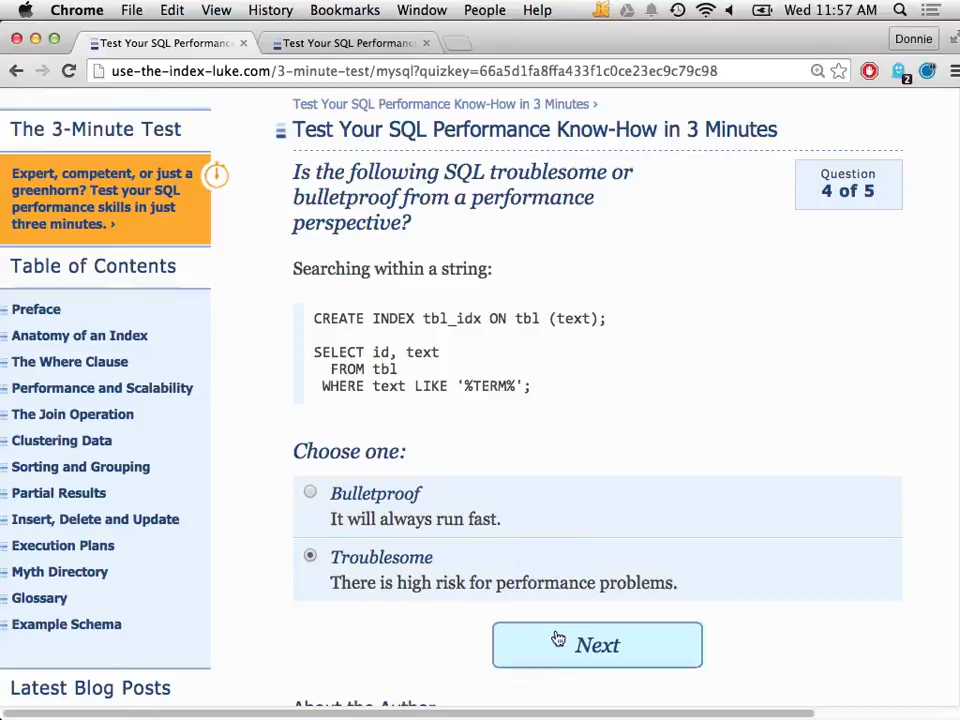 Chrome File Edit View History Bookmarks Window People Help Wed 11:57 AM
Test Your SQL Performanc Test Your SQL Performanc Donnie
use-the-index-luke.com/3-minute-test/mysql?quizkey=66a5d1fa8ffa433f1c0ce23ec9c79c98
2
The 3-Minute Test
Expert, competent, or just a
greenhorn? Test your SQL
performance skills in just
three minutes. ›
Table of Contents
Preface
Anatomy of an Index
The Where Clause
Performance and Scalability
The Join Operation
Clustering Data
Sorting and Grouping
Partial Results
Insert, Delete and Update
Execution Plans
Myth Directory
Glossary
Example Schema
Latest Blog Posts
Test Your SQL Performance Know-How in 3 Minutes ›
Test Your SQL Performance Know-How in 3 Minutes
Is the following SQL troublesome or
bulletproof from a performance
perspective?
Question
4 of 5
Searching within a string:
CREATE INDEX tbl_idx ON tbl (text);
SELECT id, text
FROM tbl
WHERE text LIKE '%TERM%';
Choose one:
Bulletproof
It will always run fast.
Troublesome
There is high risk for performance problems.
Next
About the Author